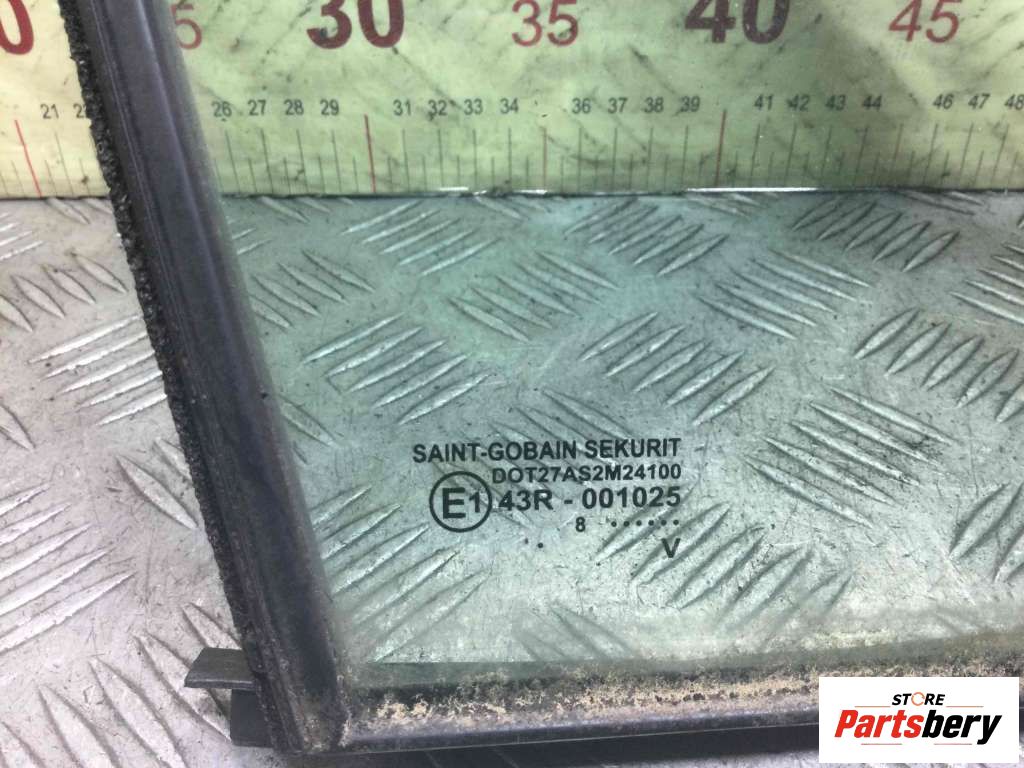 30 35 40 45
21 26 27 28 29 31 32 33 34 36 37 38 39 41 42 43 44 46 47 48
SAINT-GOBAIN SEKURIT
DOT27AS2M24100
E1 43R - 001025
8 ••••••
••
V
STORE
Partsbery